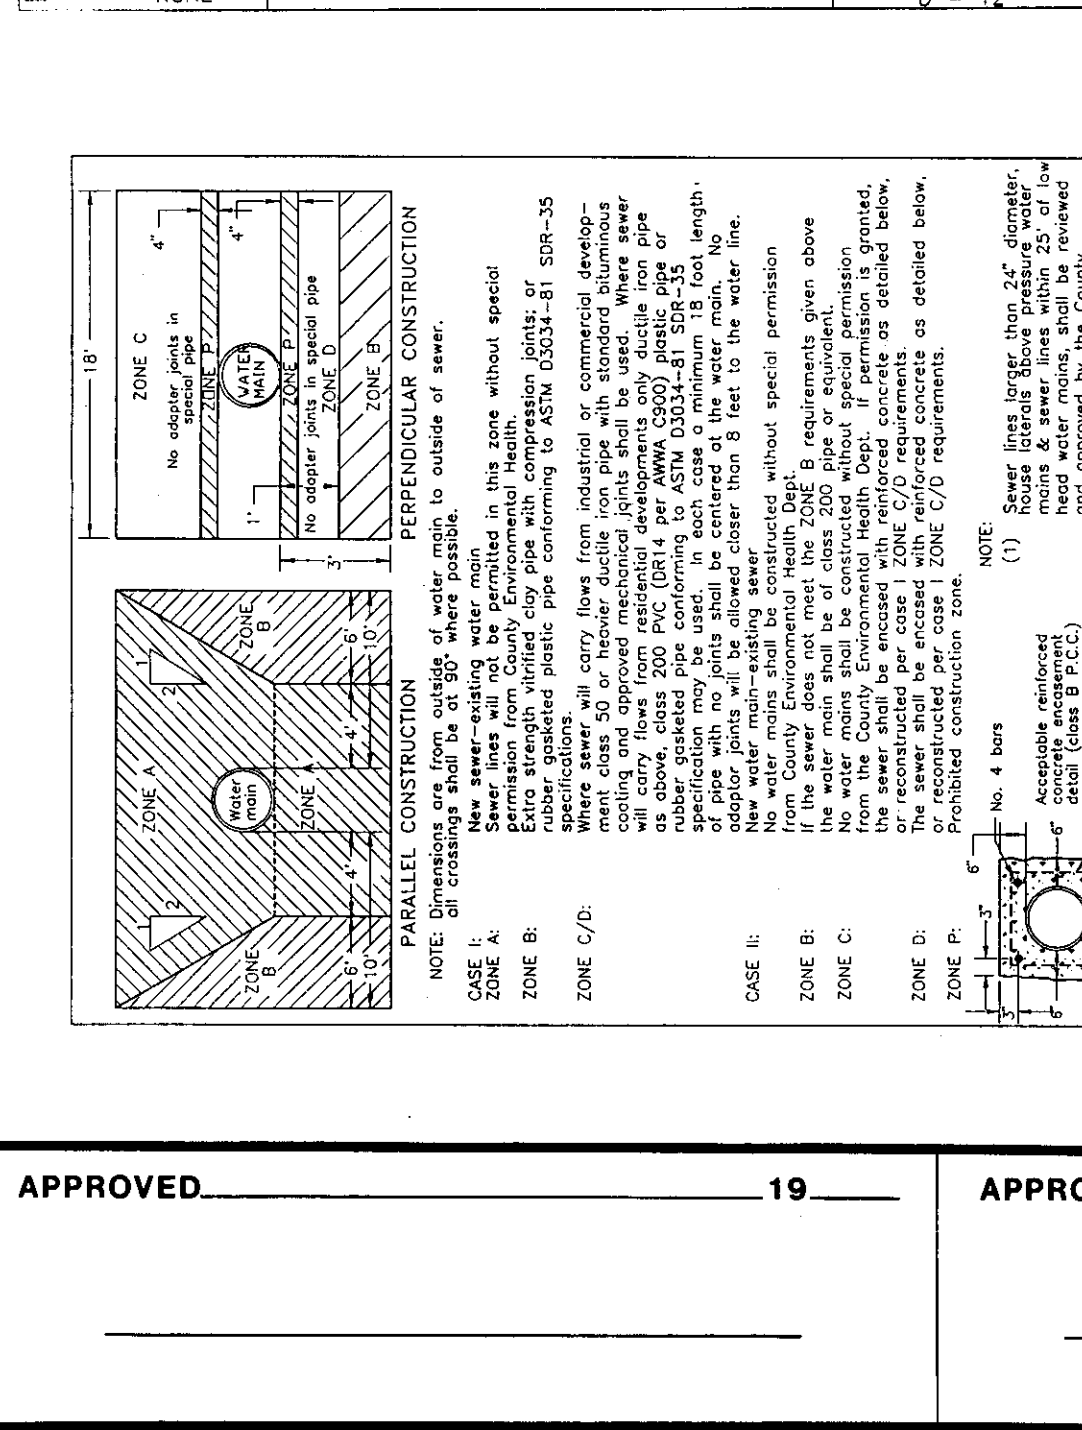 NONE
18'
ZONE C
4"
No adapter joints in
special pipe
ZONE P
4"
WATER
MAIN
ZONE P
1'
No adapter joints in special pipe
ZONE D
3'
ZONE B
PERPENDICULAR CONSTRUCTION
ZONE A
1
2
1
2
Water
main
ZONE A
ZONE
B
ZONE
B
6'
4'
4'
6'
10'
10'
PARALLEL CONSTRUCTION
NOTE: Dimensions are from outside of water main to outside of sewer.
all crossings shall be at 90° where possible.
CASE I: New sewer-existing water main
ZONE A: Sewer lines will not be permitted in this zone without special
permission from County Environmental Health.
ZONE B: Extra strength vitrified clay pipe with compression joints; or
rubber gasketed plastic pipe conforming to ASTM D3034-81 SDR-35
specifications.
ZONE C/D: Where sewer will carry flows from industrial or commercial develop-
ment class 50 or heavier ductile iron pipe with standard bituminous
coating and approved mechanical joints shall be used. Where sewer
will carry flows from residential developments only ductile iron pipe
as above, class 200 PVC (DR14 per AWWA C900) plastic pipe or
rubber gasketed pipe conforming to ASTM D3034-81 SDR-35
specification may be used. In each case a minimum 18 foot length
of pipe with no joints shall be centered at the water main. No
adaptor joints will be allowed closer than 8 feet to the water line.
CASE II: New water main-existing sewer
No water mains shall be constructed without special permission
from County Environmental Health Dept.
ZONE B: If the sewer does not meet the ZONE B requirements given above
the water main shall be of class 200 pipe or equivalent.
ZONE C: No water mains shall be constructed without special permission
from the County Environmental Health Dept. If permission is granted,
the sewer shall be encased with reinforced concrete as detailed below,
or reconstructed per case I ZONE C/D requirements.
ZONE D: The sewer shall be encased with reinforced concrete as detailed below,
or reconstructed per case I ZONE C/D requirements.
ZONE P: Prohibited construction zone.
No. 4 bars
6"
3"
3"
6"
6"
Acceptable reinforced
concrete encasement
detail (class B P.C.C.)
NOTE:
(1) Sewer lines larger than 24" diameter,
house laterals above pressure water
mains & sewer lines within 25' of low
head water mains, shall be reviewed
and approved by the County
APPROVED 19
APPRO